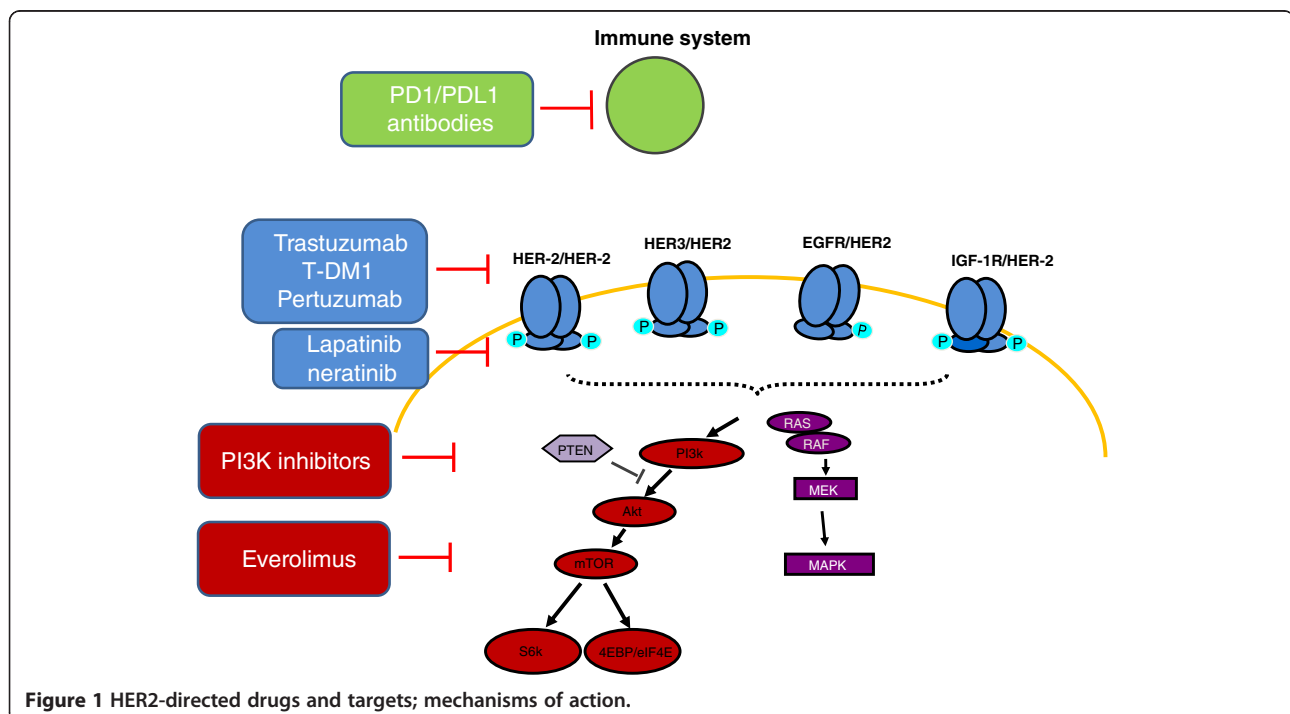 Immune system
PD1/PDL1
antibodies
Trastuzumab
T-DM1
Pertuzumab
HER-2/HER-2
HER3/HER2
EGFR/HER2
IGF-1R/HER-2
P
P
P
P
P
P
P
Lapatinib
neratinib
PI3K inhibitors
PTEN
PI3k
RAS
RAF
Akt
MEK
Everolimus
mTOR
MAPK
S6k
4EBP/eIF4E
Figure 1 HER2-directed drugs and targets; mechanisms of action.